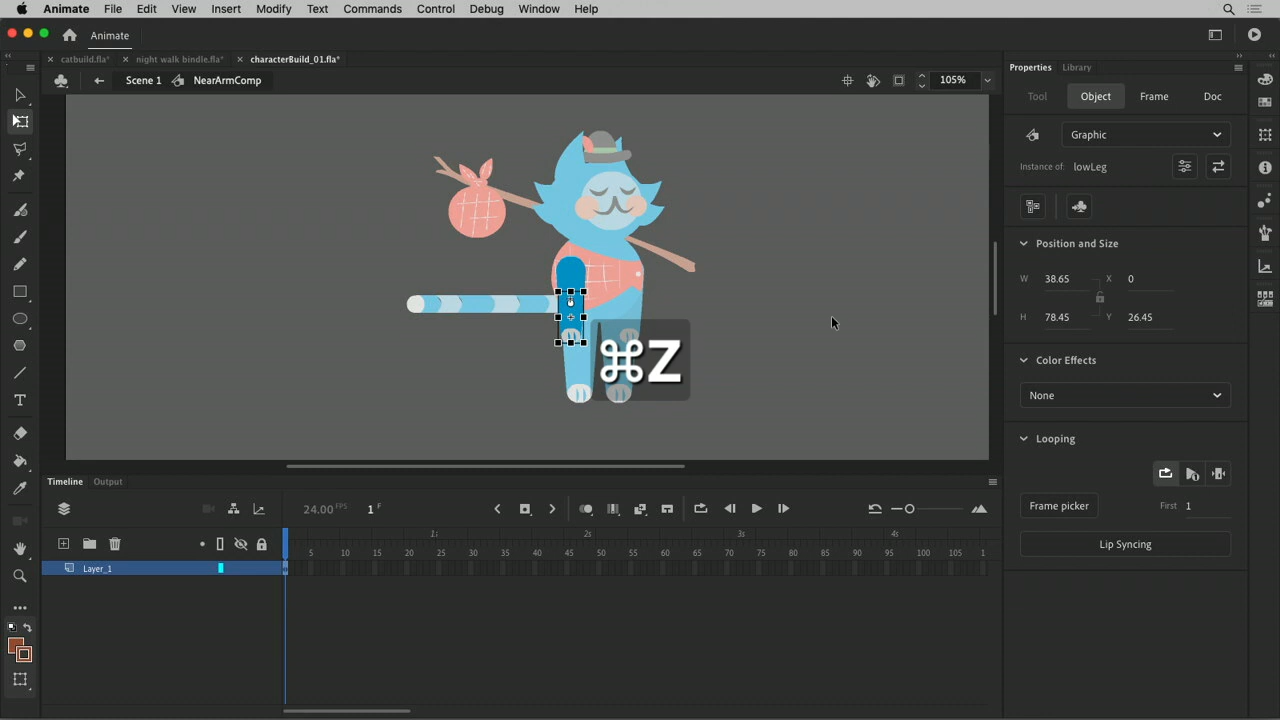 Animate File Edit View Insert Modify Text Commands Control Debug Window Help
Animate
catbuild.fla* night walk bindle.fla* characterBuild_01.fla*
Scene 1 NearArmComp 105%
Properties Library
Tool Object Frame Doc
Graphic
Instance of: lowLeg
Position and Size
W 38.65 X 0
H 78.45 Y 26.45
⌘Z
Color Effects
None
Looping
Frame picker First 1
Lip Syncing
Timeline Output
24.00 FPS 1 F
1s 2s 3s 4s
5 10 15 20 25 30 35 40 45 50 55 60 65 70 75 80 85 90 95 100 105 1
Layer_1
T